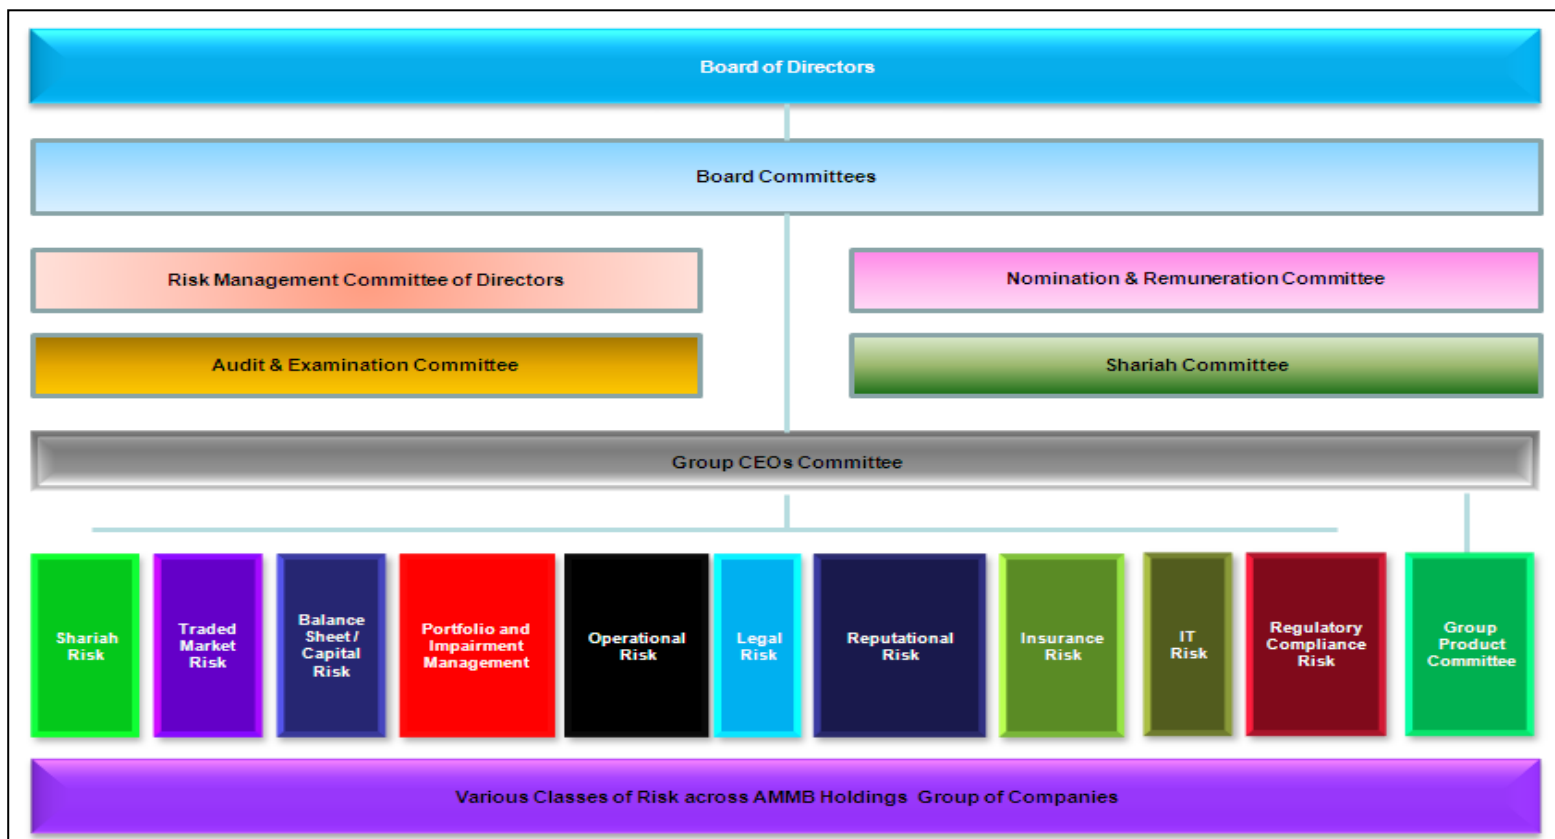 Board of Directors
Board Committees
Risk Management Committee of Directors
Nomination & Remuneration Committee
Audit & Examination Committee
Shariah Committee
Group CEOs Committee
Shariah
Risk
Traded
Market
Risk
Balance
Sheet /
Capital
Risk
Portfolio and
Impairment
Management
Operational
Risk
Legal
Risk
Reputational
Risk
Insurance
Risk
IT
Risk
Regulatory
Compliance
Risk
Group
Product
Committee
Various Classes of Risk across AMMB Holdings Group of Companies